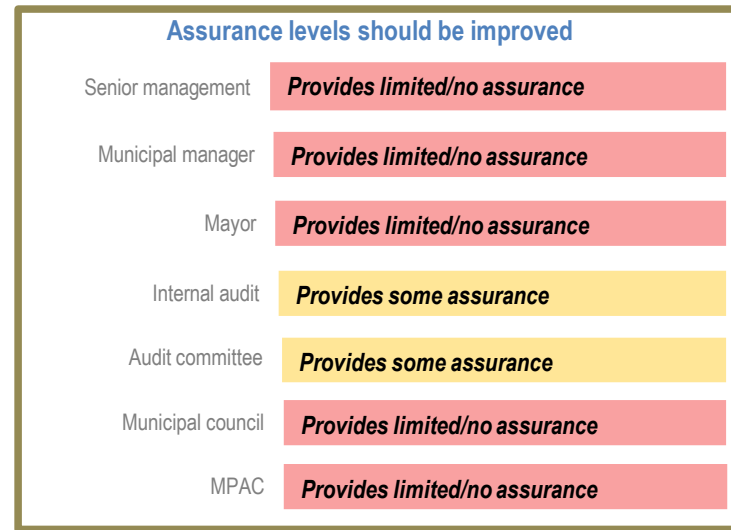 Assurance levels should be improved
Senior management Provides limited/no assurance
Municipal manager Provides limited/no assurance
Mayor Provides limited/no assurance
Internal audit Provides some assurance
Audit committee Provides some assurance
Municipal council Provides limited/no assurance
MPAC Provides limited/no assurance